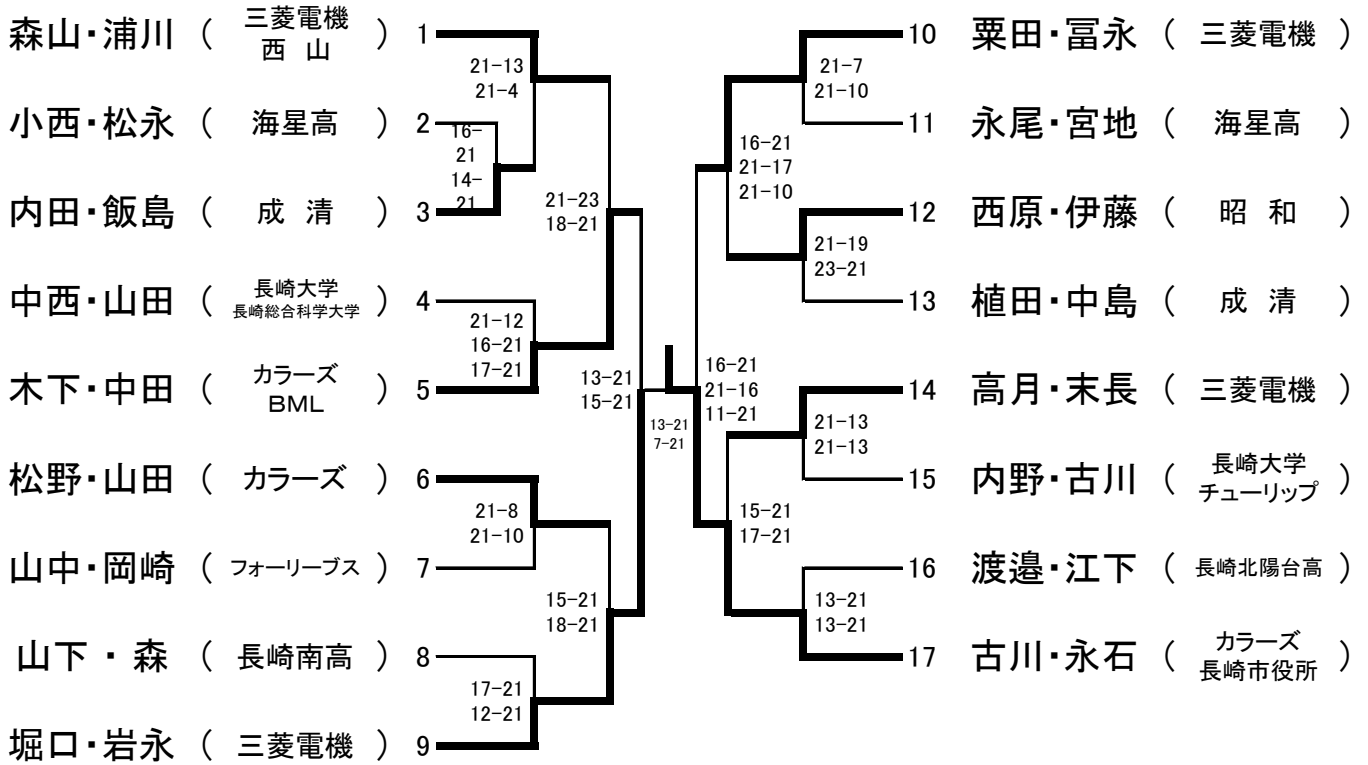 森山・浦川 ( 三菱電機 西 山 ) 1
21-13
21-4
小西・松永 ( 海星高 ) 2
16-
21
14-
21
内田・飯島 ( 成 清 ) 3
21-23
18-21
中西・山田 ( 長崎大学 長崎総合科学大学 ) 4
21-12
16-21
17-21
木下・中田 ( カラーズ BML ) 5
13-21
15-21
松野・山田 ( カラーズ ) 6
21-8
21-10
山中・岡崎 ( フォーリーブス ) 7
15-21
18-21
山下・森 ( 長崎南高 ) 8
17-21
12-21
堀口・岩永 ( 三菱電機 ) 9
13-21
7-21
10 粟田・冨永 ( 三菱電機 )
21-7
21-10
11 永尾・宮地 ( 海星高 )
16-21
21-17
21-10
12 西原・伊藤 ( 昭 和 )
21-19
23-21
13 植田・中島 ( 成 清 )
16-21
21-16
11-21
14 高月・末長 ( 三菱電機 )
21-13
21-13
15 内野・古川 ( 長崎大学 チューリップ )
15-21
17-21
16 渡邉・江下 ( 長崎北陽台高 )
13-21
13-21
17 古川・永石 ( カラーズ 長崎市役所 )